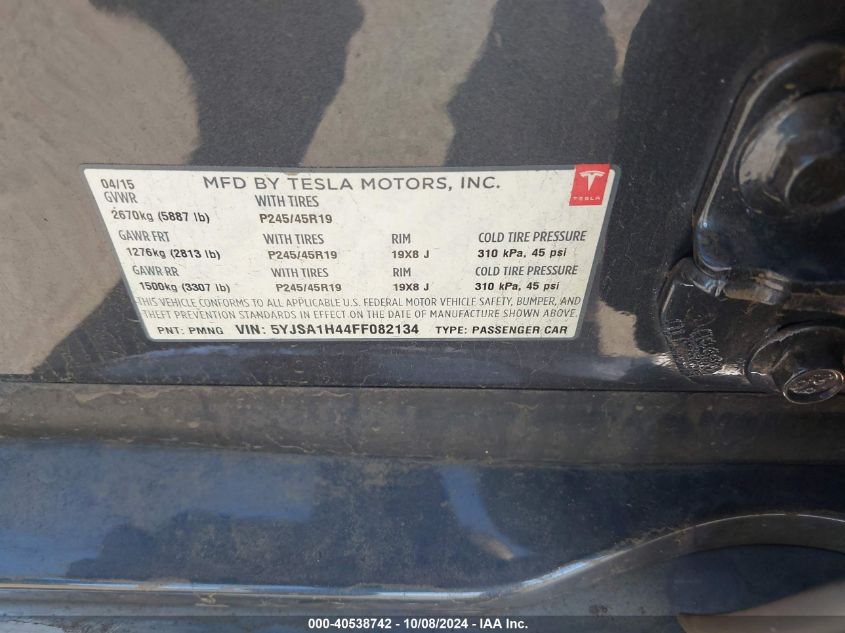 04/15 MFD BY TESLA MOTORS, INC.
GVWR WITH TIRES
2670kg (5887 lb) P245/45R19
TESLA
GAWR FRT WITH TIRES RIM COLD TIRE PRESSURE
1276kg (2813 lb) P245/45R19 19X8 J 310 kPa, 45 psi
GAWR RR WITH TIRES RIM COLD TIRE PRESSURE
1500kg (3307 lb) P245/45R19 19X8 J 310 kPa, 45 psi
THIS VEHICLE CONFORMS TO ALL APPLICABLE U.S. FEDERAL MOTOR VEHICLE SAFETY, BUMPER, AND
THEFT PREVENTION STANDARDS IN EFFECT ON THE DATE OF MANUFACTURE SHOWN ABOVE.
PNT: PMNG VIN: 5YJSA1H44FF082134 TYPE: PASSENGER CAR
000-40538742 - 10/08/2024 - IAA Inc.